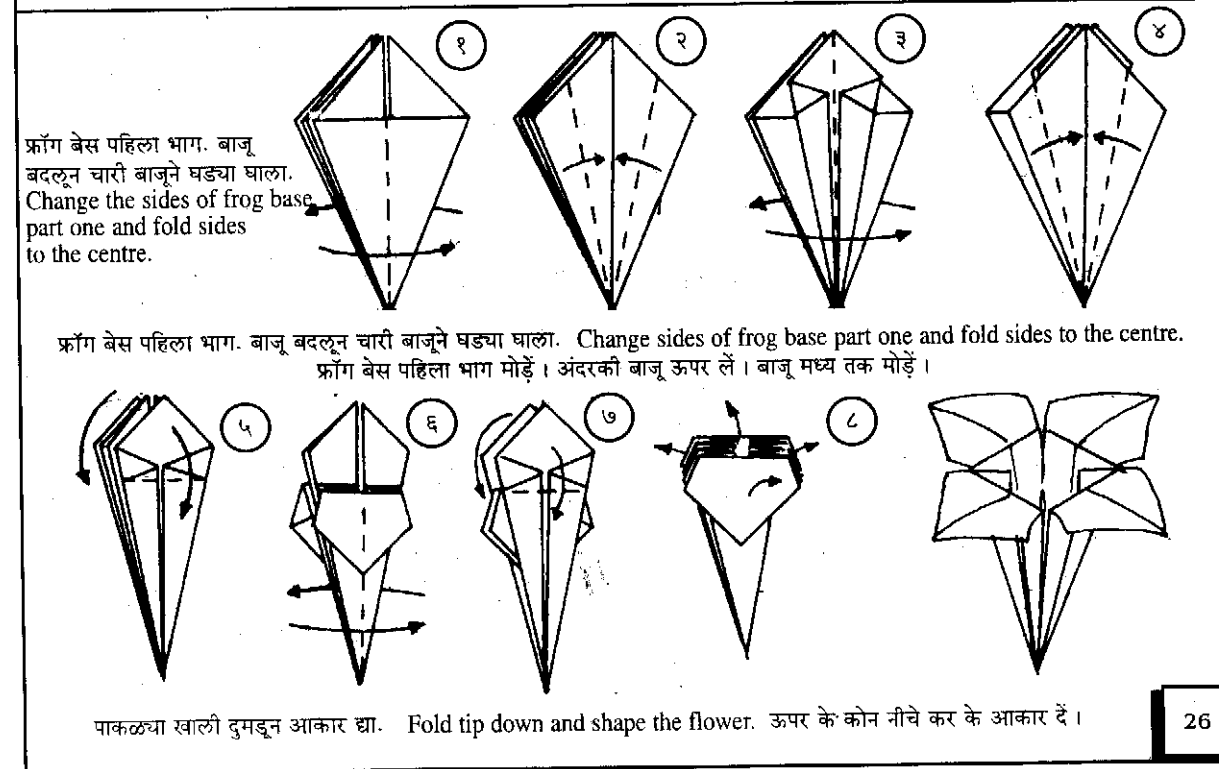 १
२
३
४
फ्रॉग बेस पहिला भाग. बाजू
बदलून चारी बाजूने घड्या घाला.
Change the sides of frog base
part one and fold sides
to the centre.
फ्रॉग बेस पहिला भाग. बाजू बदलून चारी बाजूने घड्या घाला. Change sides of frog base part one and fold sides to the centre.
फ्रॉग बेस पहिला भाग मोड़ें । अंदरकी बाजू ऊपर लें । बाजू मध्य तक मोड़ें ।
५
६
७
८
पाकळ्या खाली दुमडून आकार द्या. Fold tip down and shape the flower. ऊपर के कोन नीचे कर के आकार दें ।
26